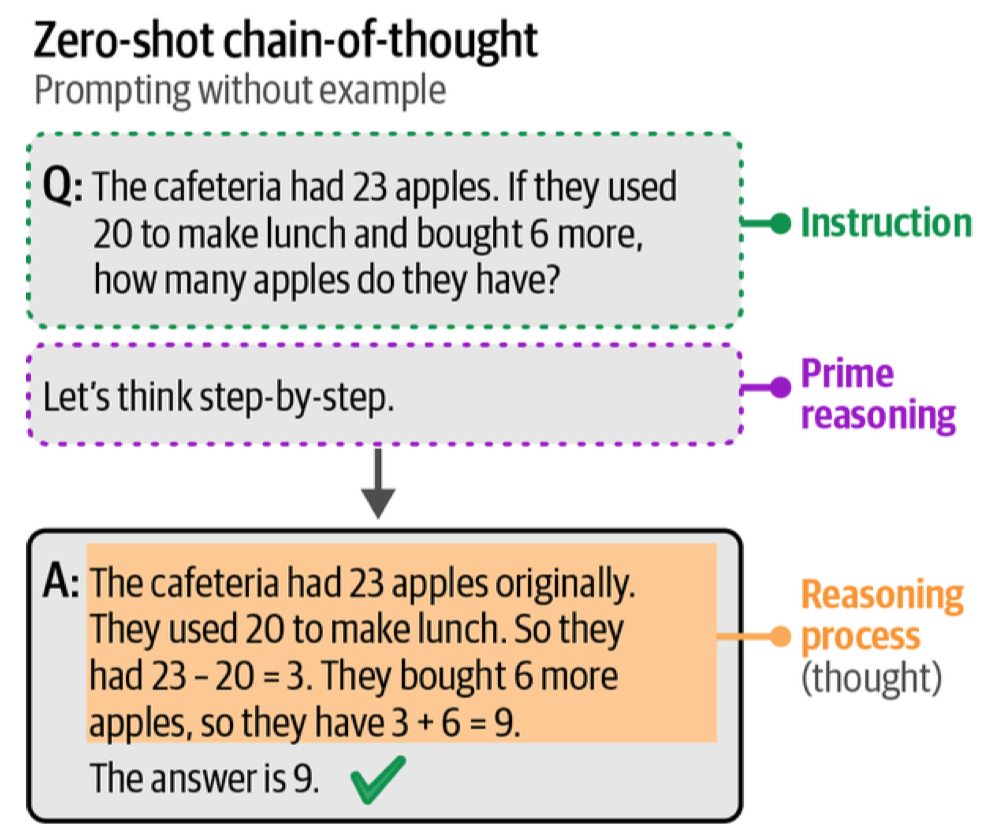 Zero-shot chain-of-thought
Prompting without example
Q: The cafeteria had 23 apples. If they used
20 to make lunch and bought 6 more,
how many apples do they have?
Instruction
Let's think step-by-step.
Prime
reasoning
A: The cafeteria had 23 apples originally.
They used 20 to make lunch. So they
had 23 – 20 = 3. They bought 6 more
apples, so they have 3 + 6 = 9.
The answer is 9.
Reasoning
process
(thought)